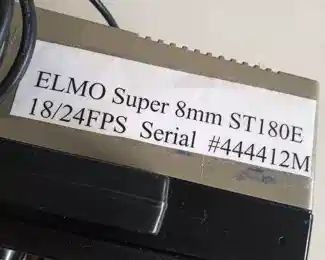 ELMO Super 8mm ST180E
18/24FPS Serial #444412M